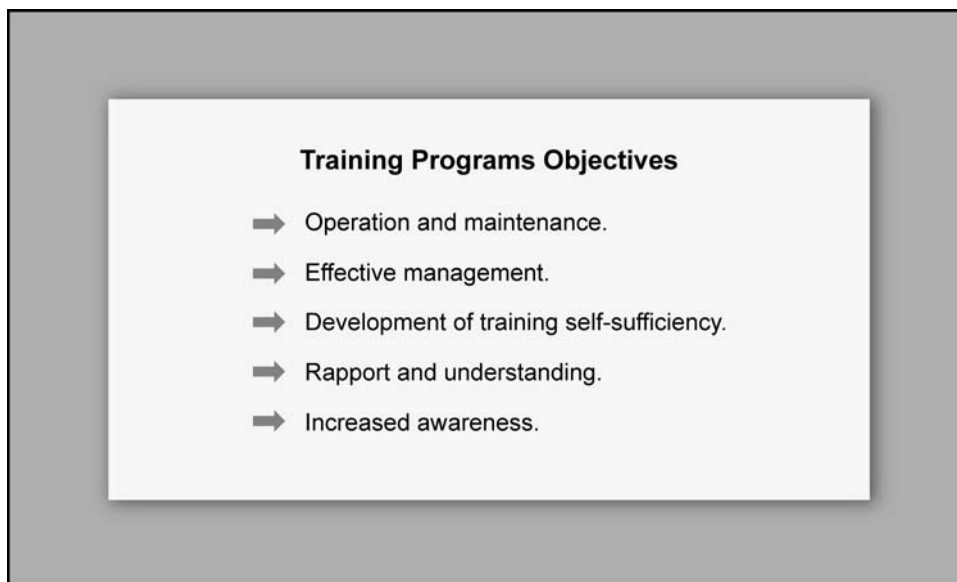 Training Programs Objectives
Operation and maintenance.
Effective management.
Development of training self-sufficiency.
Rapport and understanding.
Increased awareness.